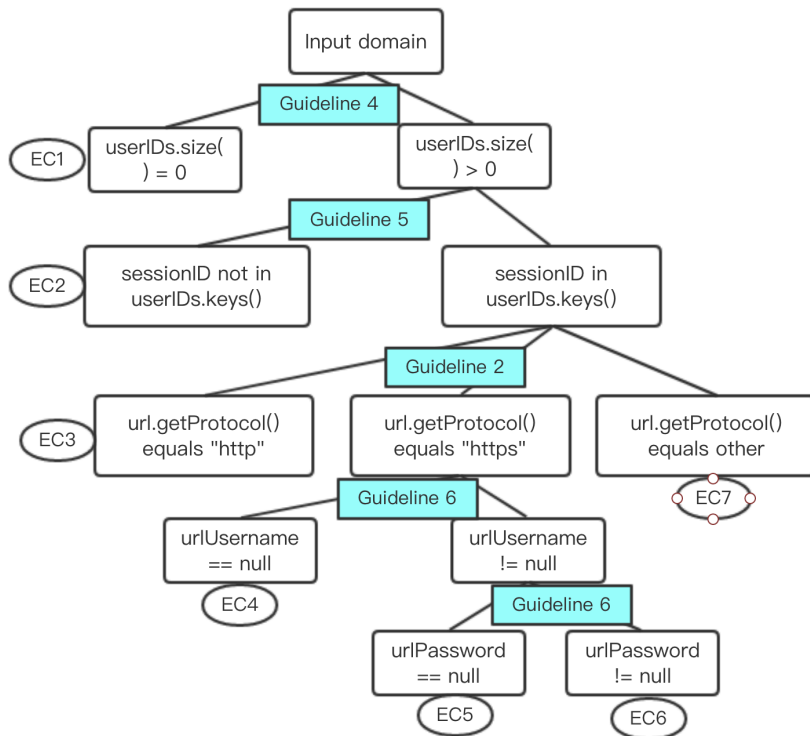 Input domain
Guideline 4
EC1
userIDs.size(
) = 0
userIDs.size(
) > 0
Guideline 5
EC2
sessionID not in
userIDs.keys()
sessionID in
userIDs.keys()
Guideline 2
EC3
url.getProtocol()
equals "http"
url.getProtocol()
equals "https"
url.getProtocol()
equals other
Guideline 6
EC7
urlUsername
== null
urlUsername
!= null
EC4
Guideline 6
urlPassword
== null
urlPassword
!= null
EC5
EC6